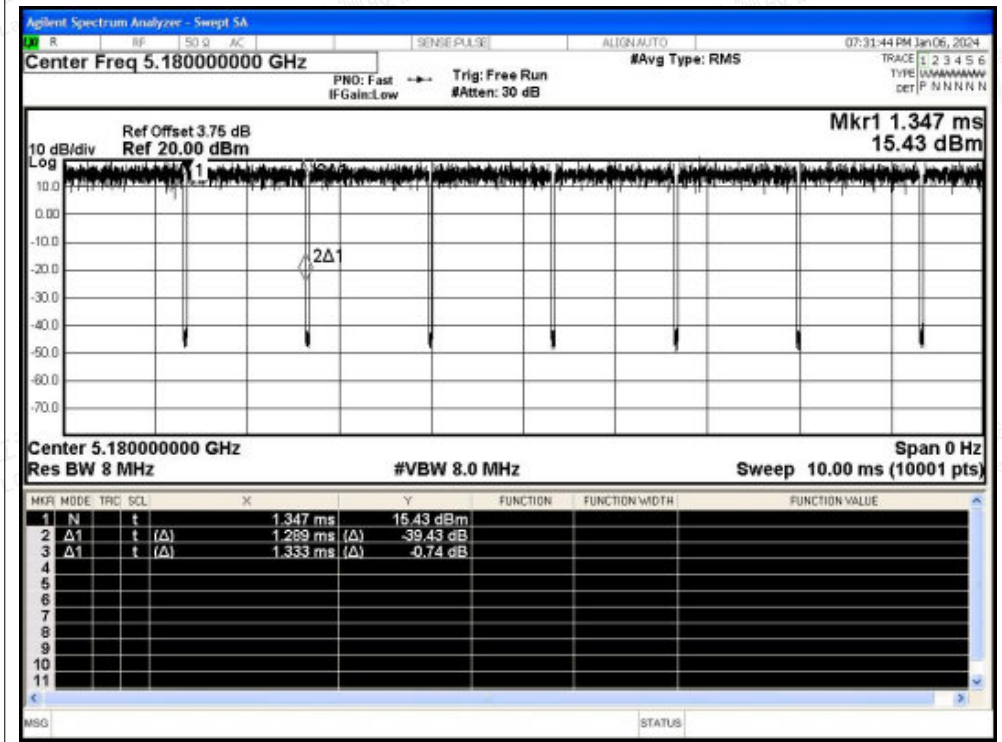 Agilent Spectrum Analyzer - Swept SA
R RF 50 Ω AC SENSE:PULSE ALIGN AUTO 07:31:44 PM Jan 06, 2024
Center Freq 5.180000000 GHz #Avg Type: RMS TRACE 1 2 3 4 5 6
PNO: Fast Trig: Free Run TYPE
IFGain:Low #Atten: 30 dB DET P N N N N N
Mkr1 1.347 ms
Ref Offset 3.75 dB
10 dB/div Ref 20.00 dBm 15.43 dBm
Log
1
10.0
0.00
-10.0
2Δ1
-20.0
-30.0
-40.0
-50.0
-60.0
-70.0
Center 5.180000000 GHz Span 0 Hz
Res BW 8 MHz #VBW 8.0 MHz Sweep 10.00 ms (10001 pts)
MKR MODE TRC SCL X Y FUNCTION FUNCTION WIDTH FUNCTION VALUE
1 N t 1.347 ms 15.43 dBm
2 Δ1 t (Δ) 1.289 ms (Δ) -39.43 dB
3 Δ1 t (Δ) 1.333 ms (Δ) -0.74 dB
4
5
6
7
8
9
10
11
MSG STATUS